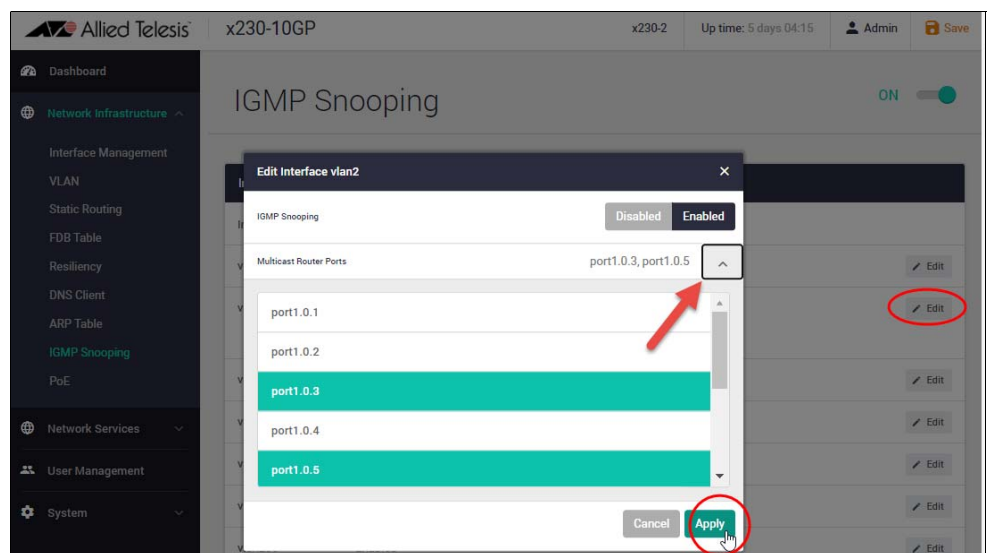 Allied Telesis
x230-10GP
x230-2
Up time: 5 days 04:15
Admin
Save
Dashboard
Network Infrastructure
Interface Management
VLAN
Static Routing
FDB Table
Resiliency
DNS Client
ARP Table
IGMP Snooping
PoE
Network Services
User Management
System
IGMP Snooping
ON
Edit Interface vlan2
IGMP Snooping
Disabled
Enabled
Multicast Router Ports
port1.0.3, port1.0.5
port1.0.1
port1.0.2
port1.0.3
port1.0.4
port1.0.5
Cancel
Apply
Edit
Edit
Edit
Edit
Edit
Edit
Edit